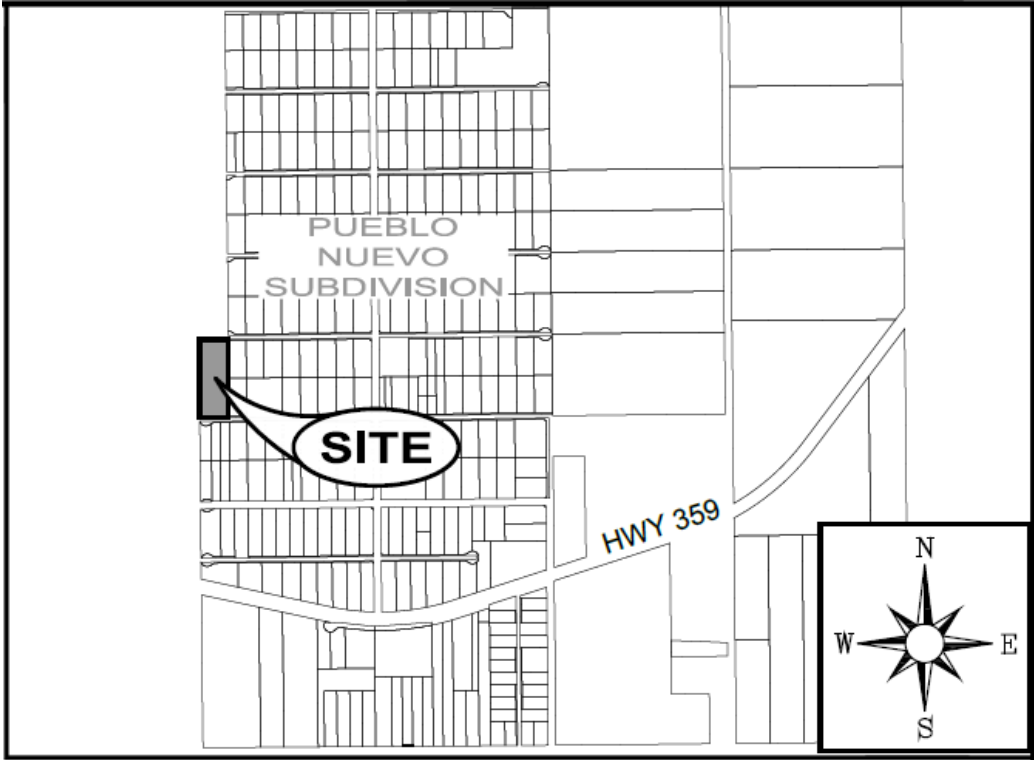 PUEBLO
NUEVO
SUBDIVISION
SITE
HWY 359
N
W
E
S